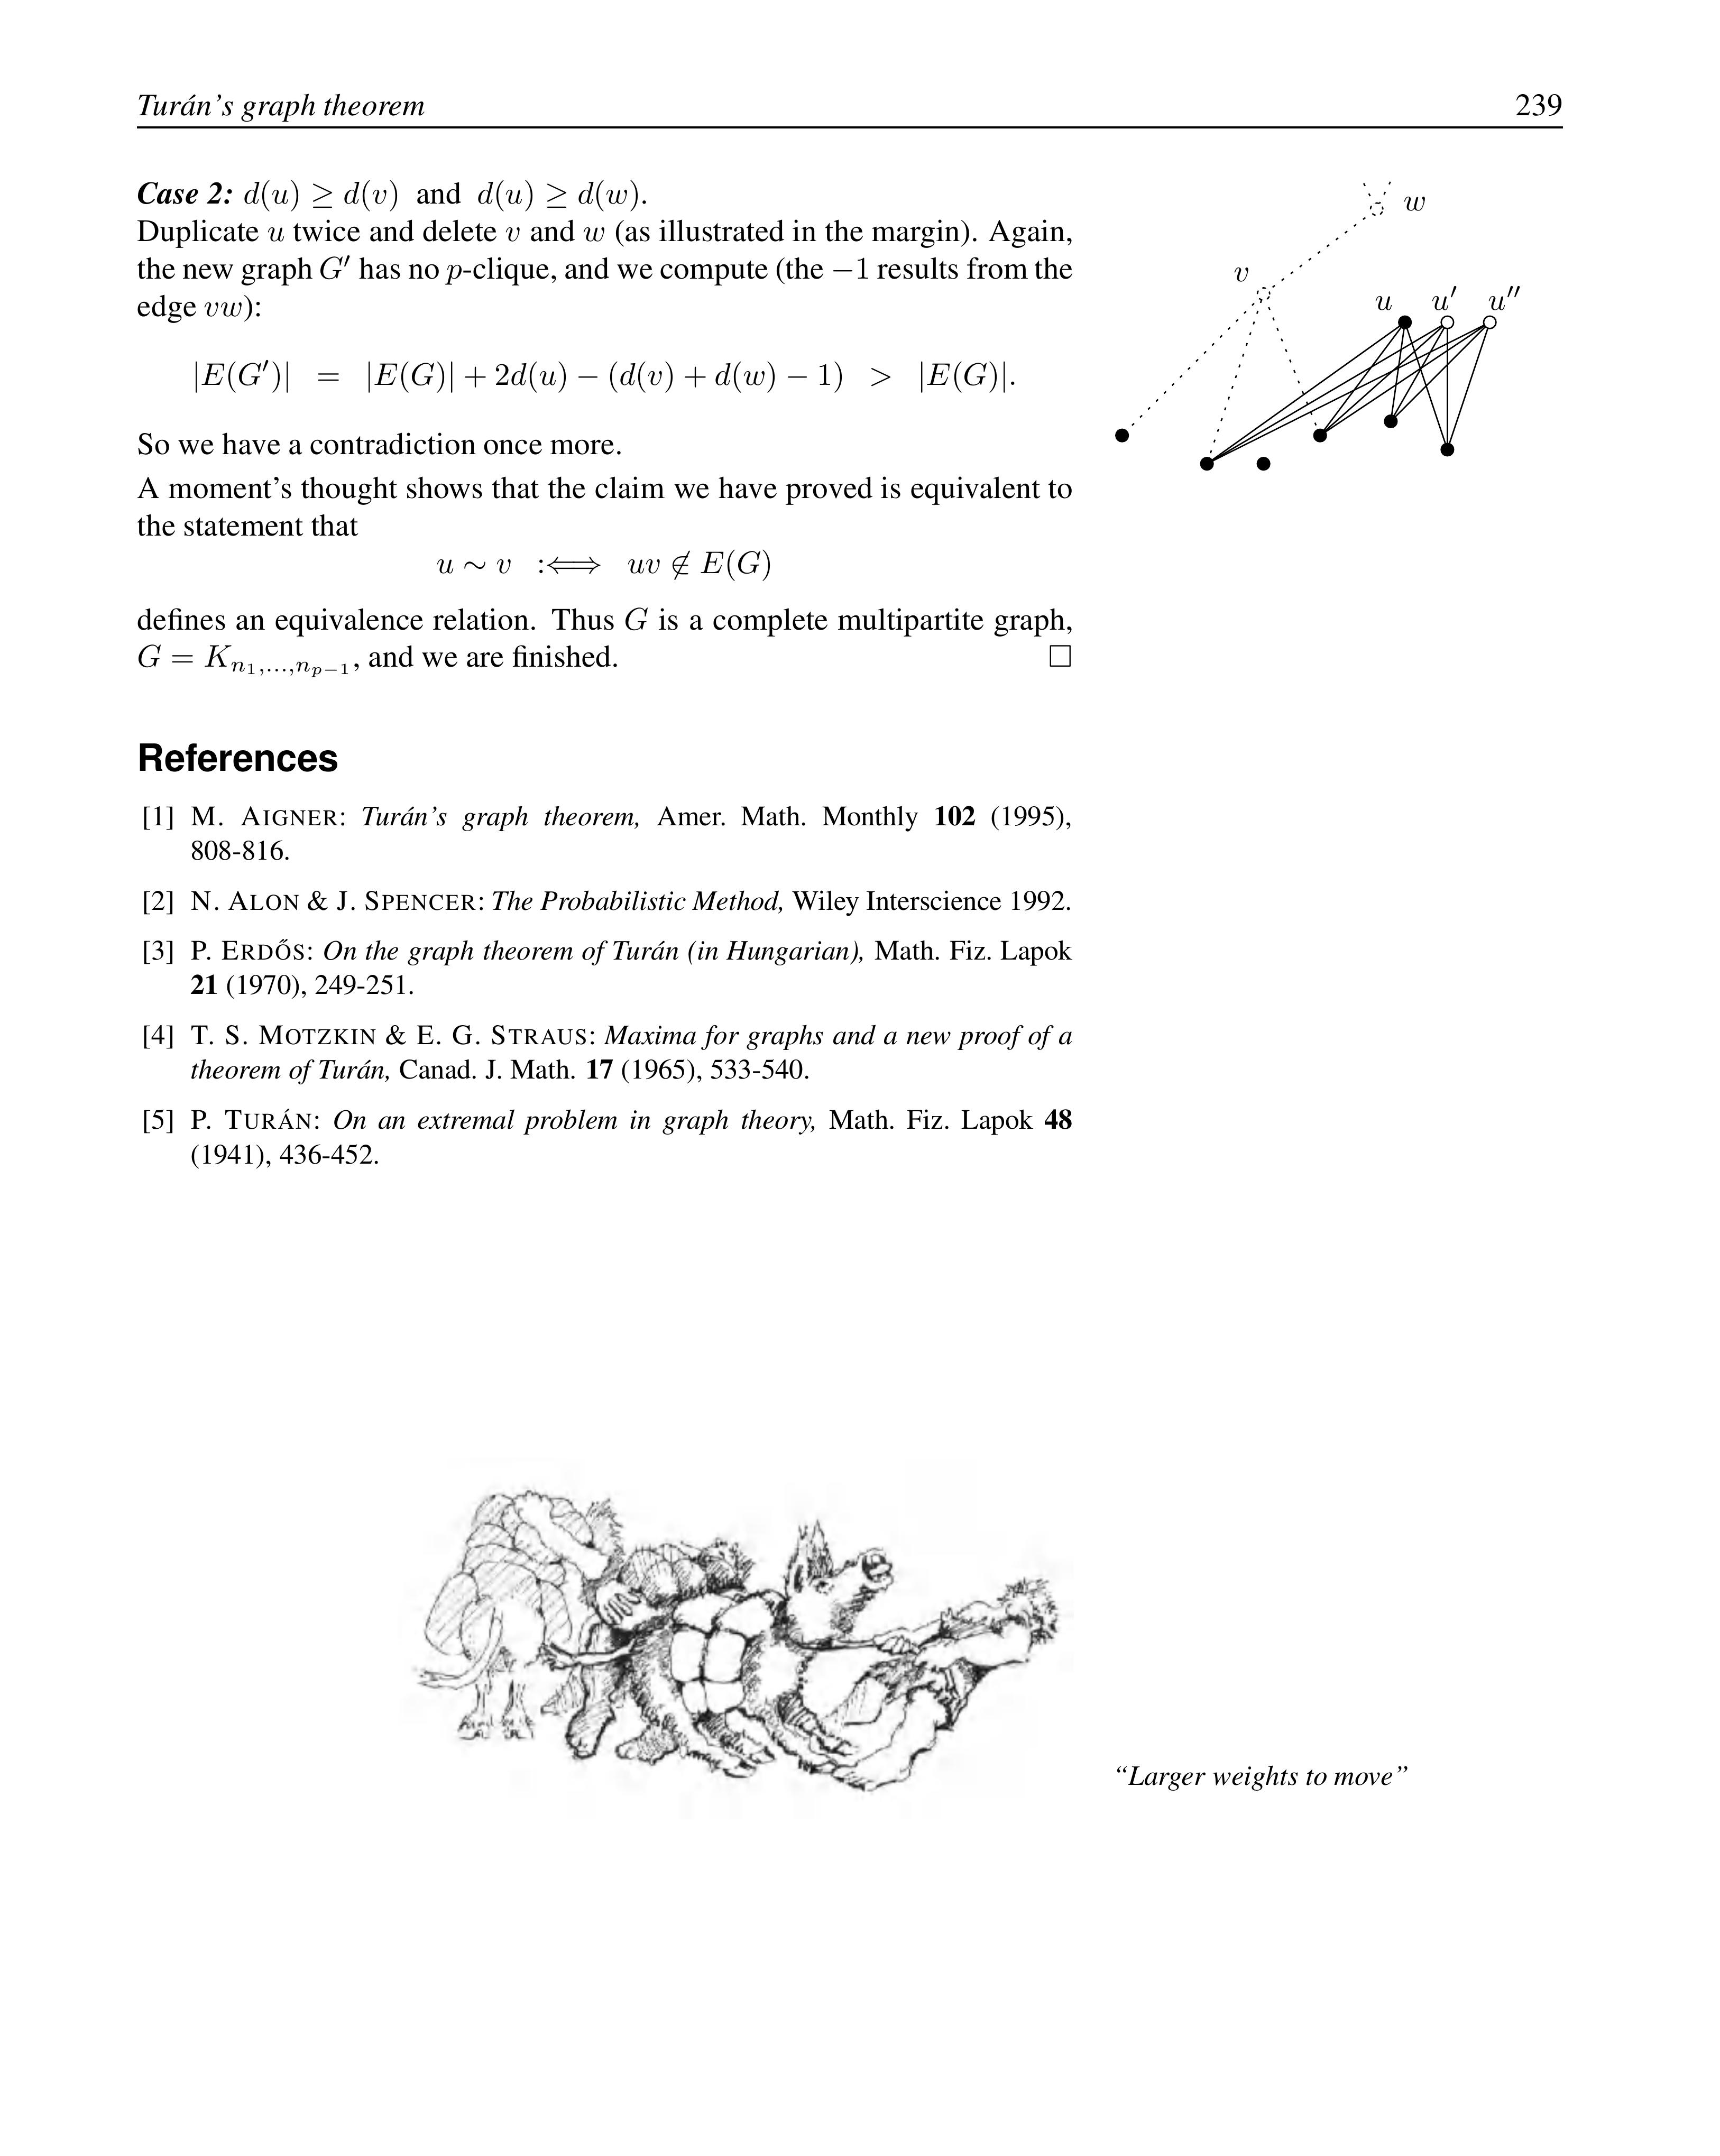 Turán’s graph theorem 239
Case 2: d(u) ≥ d(v) and d(u) ≥ d(w).
Duplicate u twice and delete v and w (as illustrated in the margin). Again,
the new graph G′ has no p-clique, and we compute (the −1 results from the
edge vw):
|E(G′)| = |E(G)| + 2d(u) − (d(v) + d(w) − 1) > |E(G)|.
So we have a contradiction once more.
A moment’s thought shows that the claim we have proved is equivalent to
the statement that
u ∼ v :⟺ uv ∉ E(G)
defines an equivalence relation. Thus G is a complete multipartite graph,
G = K_{n_1,...,n_{p−1}}, and we are finished. □
w
v
u u′ u′′
References
[1] M. AIGNER: Turán’s graph theorem, Amer. Math. Monthly 102 (1995),
808-816.
[2] N. ALON & J. SPENCER: The Probabilistic Method, Wiley Interscience 1992.
[3] P. ERDŐS: On the graph theorem of Turán (in Hungarian), Math. Fiz. Lapok
21 (1970), 249-251.
[4] T. S. MOTZKIN & E. G. STRAUS: Maxima for graphs and a new proof of a
theorem of Turán, Canad. J. Math. 17 (1965), 533-540.
[5] P. TURÁN: On an extremal problem in graph theory, Math. Fiz. Lapok 48
(1941), 436-452.
“Larger weights to move”